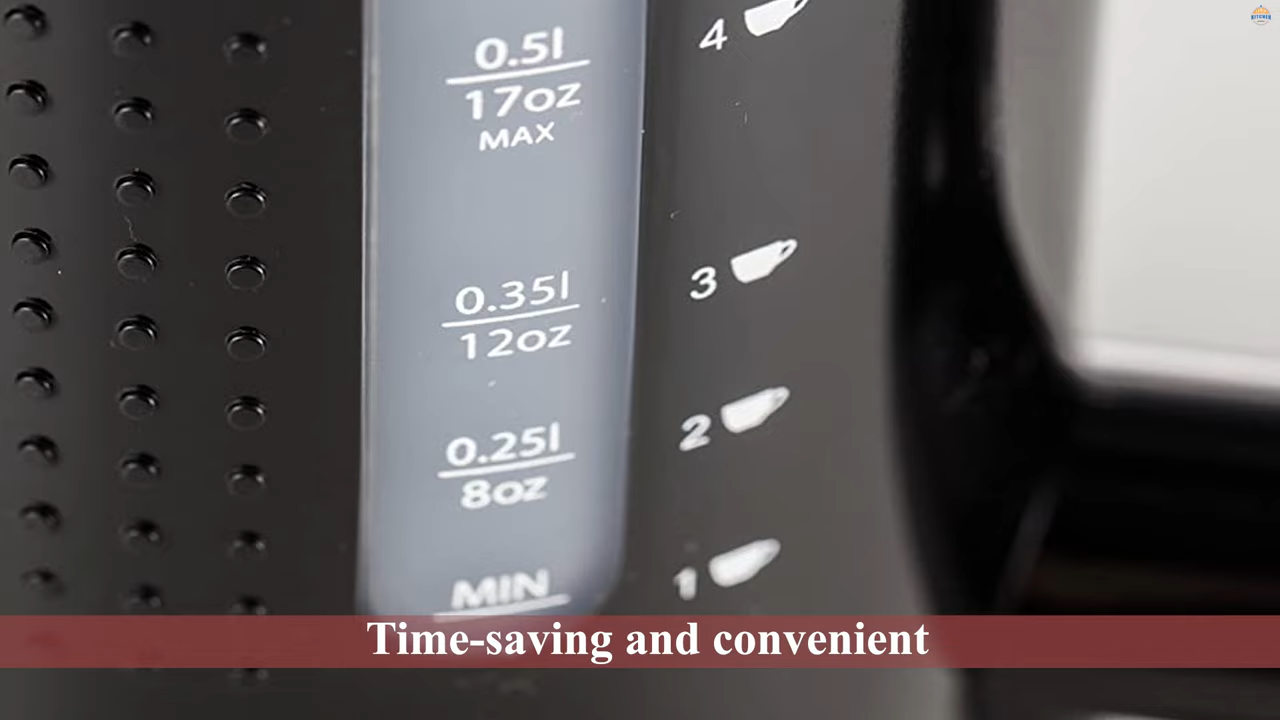 KITCHEN
0.5l
17oz
MAX
4
0.35l
12oz
3
0.25l
8oz
2
MIN
1
Time-saving and convenient